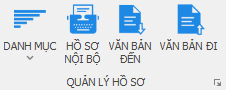 DANH MỤC
HỒ SƠ
NỘI BỘ
VĂN BẢN
ĐẾN
VĂN BẢN ĐI
QUẢN LÝ HỒ SƠ